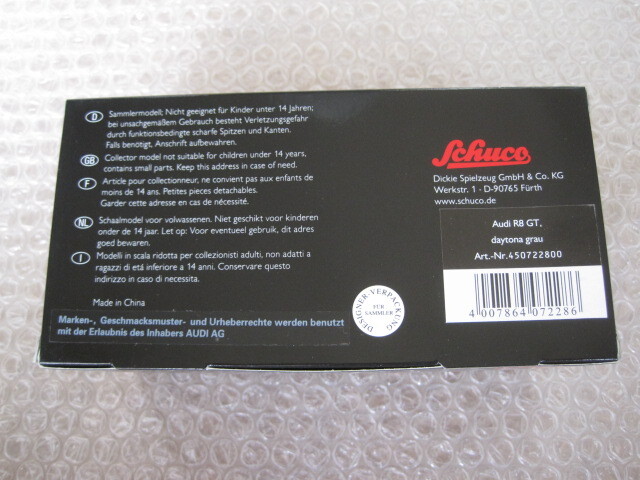 D Sammlermodell; Nicht geeignet für Kinder unter 14 Jahren;
bei unsachgemäßem Gebrauch besteht Verletzungsgefahr
durch funktionsbedingte scharfe Spitzen und Kanten.
Falls benötigt, Anschrift aufbewahren.
GB Collector model not suitable for children under 14 years,
contains small parts. Keep this address in case of need.
F Article pour collectionneur, ne convient pas aux enfants de
moins de 14 ans. Petites pieces detachables.
Garder cette adresse en cas de nécessité.
NL Schaalmodel voor volwassenen. Niet geschikt voor kinderen
onder de 14 jaar. Let op: Voor eventueel gebruik, dit adres
goed bewaren.
I Modelli in scala ridotta per collezionisti adulti, non adatti a
ragazzi di etá inferiore a 14 anni. Conservare questo
indirizzo in caso di necesita.
Made in China
Marken-, Geschmacksmuster- und Urheberrechte werden benutzt
mit der Erlaubnis des Inhabers AUDI AG
DESIGNER-VERPACKUNG
FÜR
SAMMLER
Schuco
Dickie Spielzeug GmbH & Co. KG
Werkstr. 1 · D-90765 Fürth
www.schuco.de
Audi R8 GT,
daytona grau
Art.-Nr.450722800
4 007864 072286